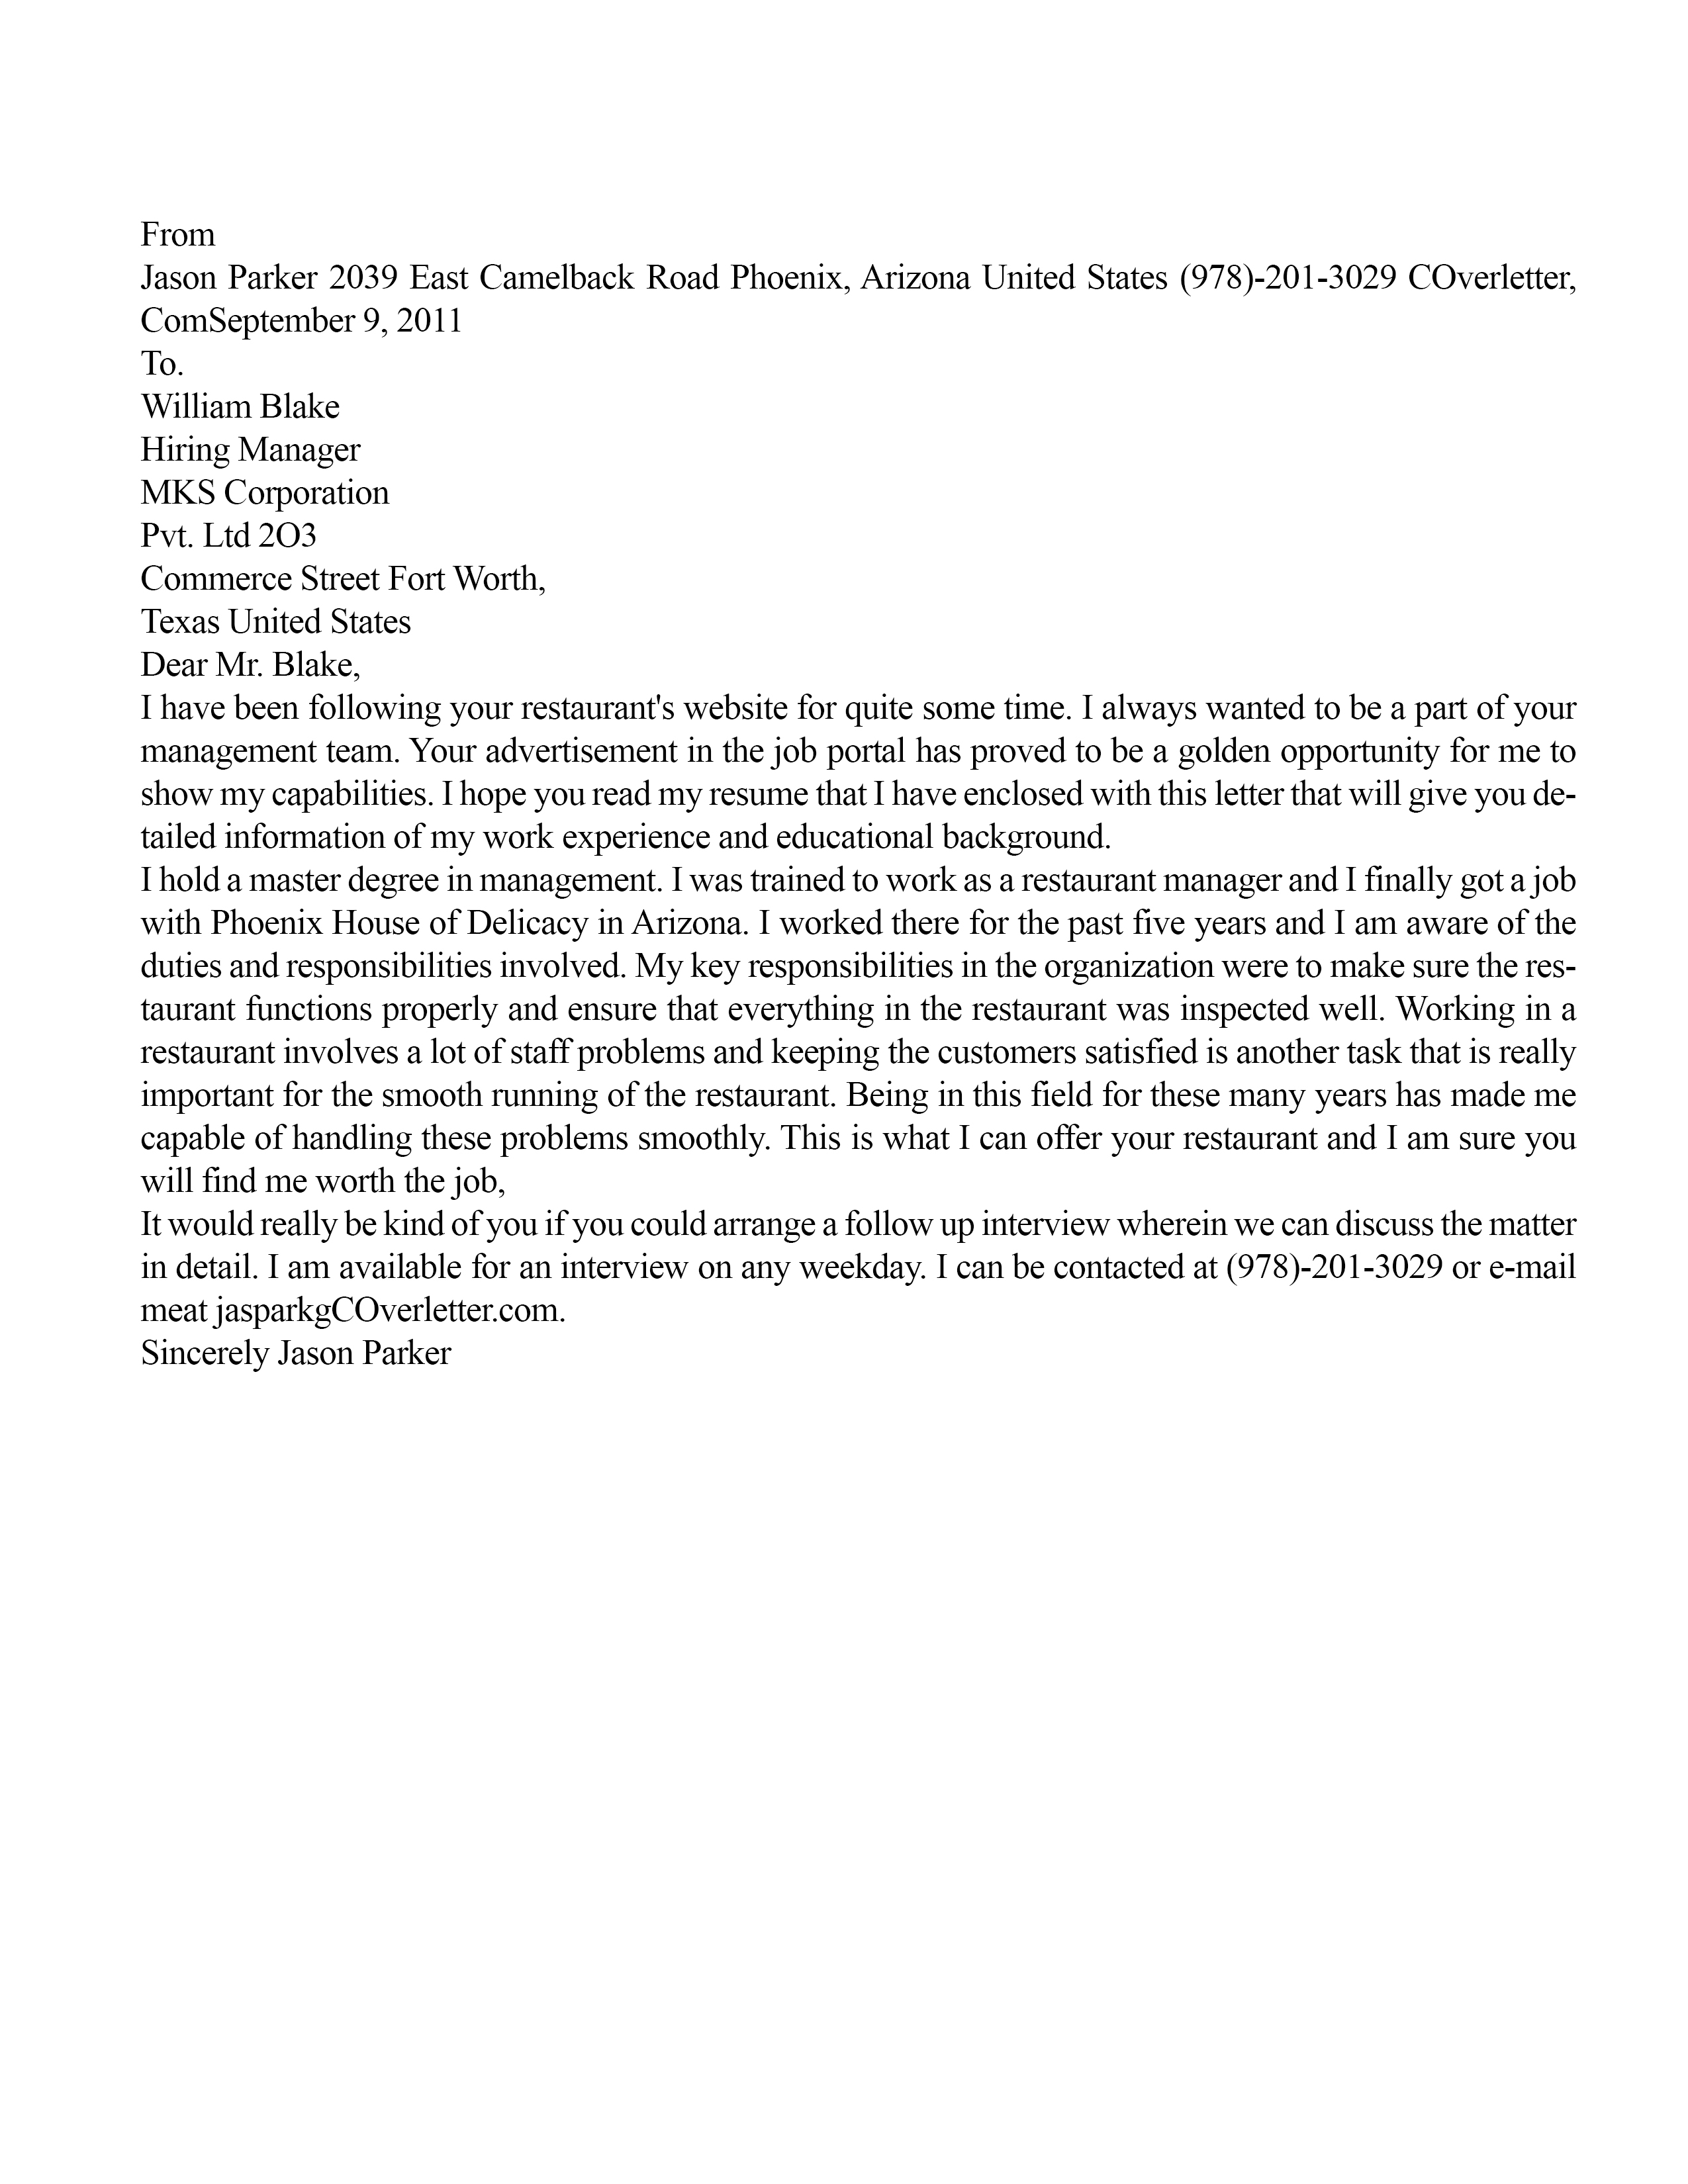 From
Jason Parker 2039 East Camelback Road Phoenix, Arizona United States (978)-201-3029 COverletter,
ComSeptember 9, 2011
To.
William Blake
Hiring Manager
MKS Corporation
Pvt. Ltd 2O3
Commerce Street Fort Worth,
Texas United States
Dear Mr. Blake,
I have been following your restaurant's website for quite some time. I always wanted to be a part of your
management team. Your advertisement in the job portal has proved to be a golden opportunity for me to
show my capabilities. I hope you read my resume that I have enclosed with this letter that will give you de-
tailed information of my work experience and educational background.
I hold a master degree in management. I was trained to work as a restaurant manager and I finally got a job
with Phoenix House of Delicacy in Arizona. I worked there for the past five years and I am aware of the
duties and responsibilities involved. My key responsibilities in the organization were to make sure the res-
taurant functions properly and ensure that everything in the restaurant was inspected well. Working in a
restaurant involves a lot of staff problems and keeping the customers satisfied is another task that is really
important for the smooth running of the restaurant. Being in this field for these many years has made me
capable of handling these problems smoothly. This is what I can offer your restaurant and I am sure you
will find me worth the job,
It would really be kind of you if you could arrange a follow up interview wherein we can discuss the matter
in detail. I am available for an interview on any weekday. I can be contacted at (978)-201-3029 or e-mail
meat jasparkgCOverletter.com.
Sincerely Jason Parker